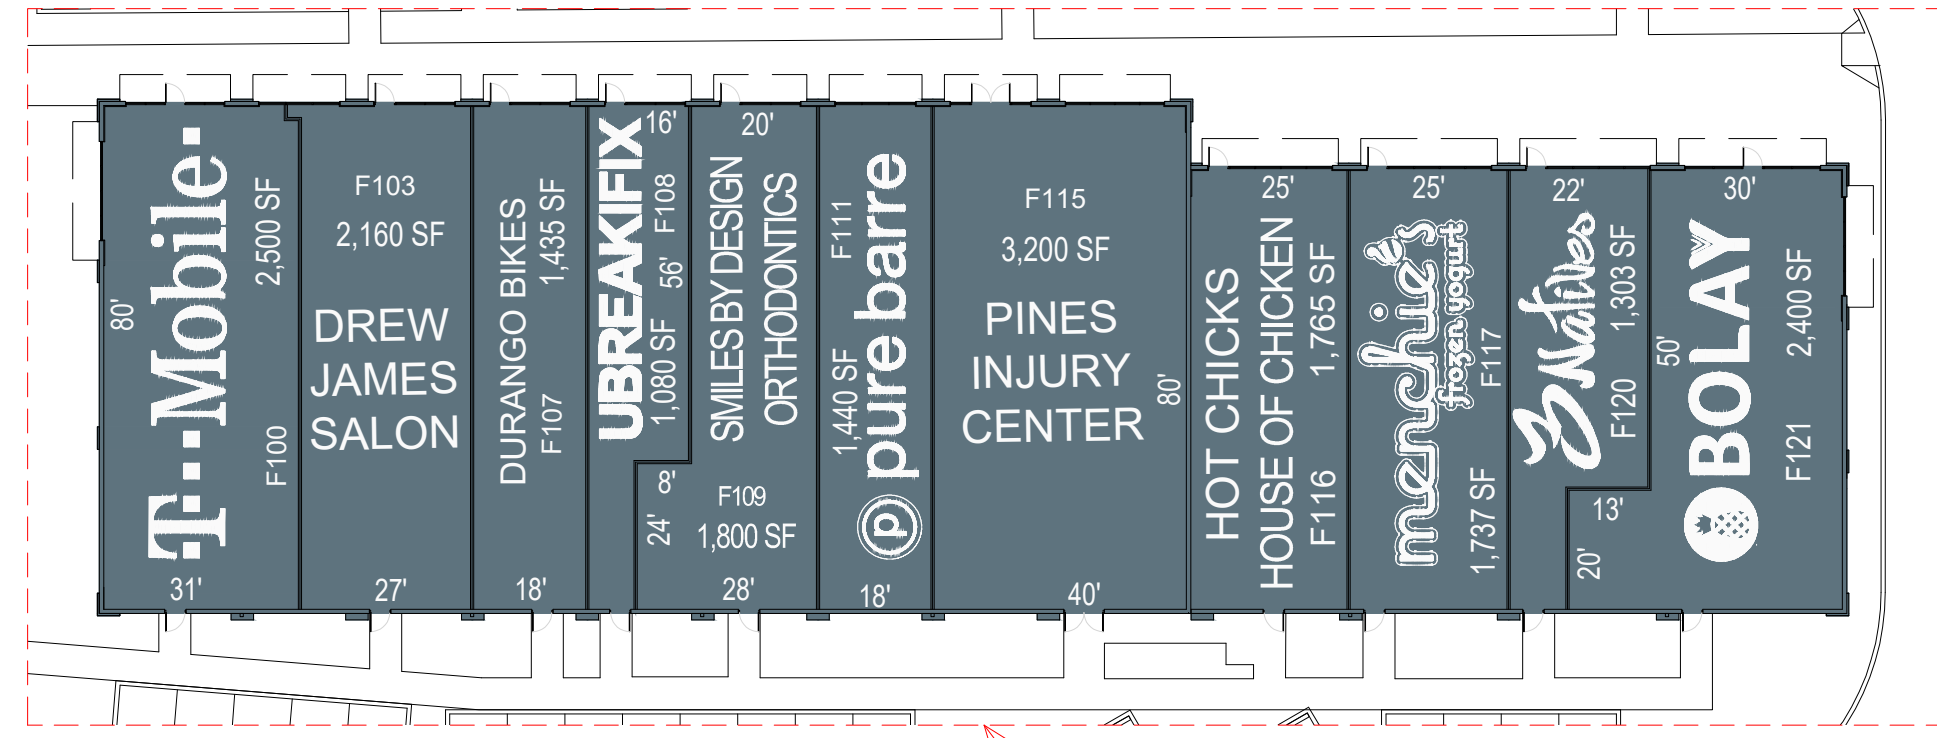 T··Mobile·
2,500 SF
F100
80'
31'
F103
2,160 SF
DREW
JAMES
SALON
27'
DURANGO BIKES
1,435 SF
F107
18'
UBREAKIFIX
16'
F108
56'
1,080 SF
8'
24'
20'
SMILES BY DESIGN
ORTHODONTICS
F109
1,800 SF
28'
F111
1,440 SF
p pure barre
18'
F115
3,200 SF
PINES
INJURY
CENTER
80'
40'
25'
HOT CHICKS
HOUSE OF CHICKEN
F116
1,765 SF
25'
menchie's
frozen yogurt
F117
1,737 SF
22'
3 Natives
1,303 SF
F120
50'
13'
20'
30'
BOLAY
2,400 SF
F121